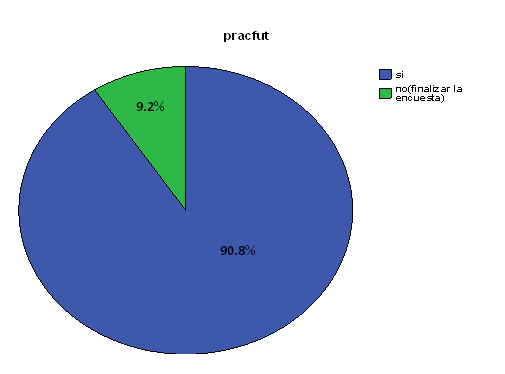 pracfut
si
no(finalizar la
encuesta)
9.2%
90.8%